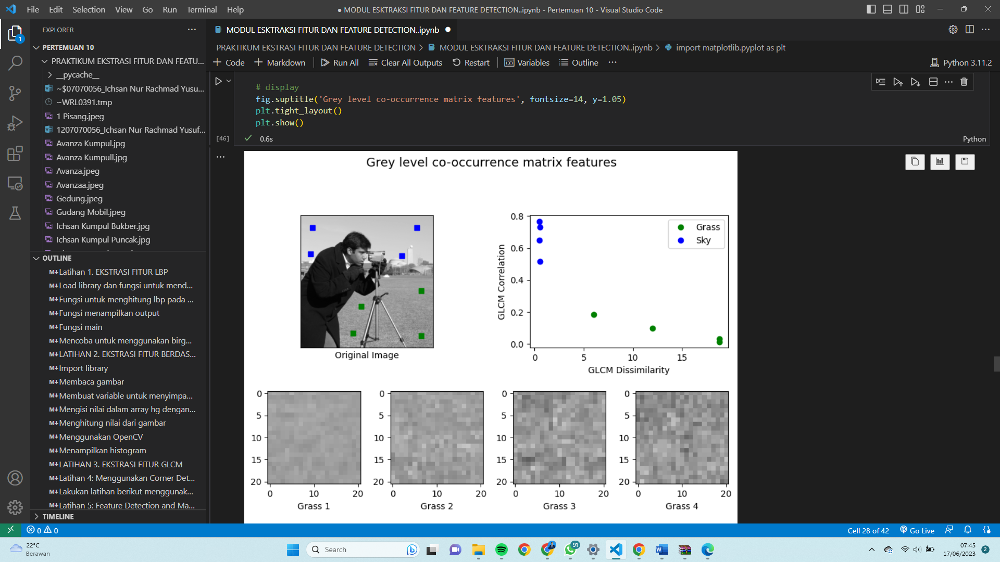 File Edit Selection View Go Run Terminal Help
● MODUL ESKTRAKSI FITUR DAN FEATURE DETECTION..ipynb - Pertemuan 10 - Visual Studio Code
EXPLORER
PERTEMUAN 10
PRAKTIKUM EKSTRASI FITUR DAN FEATU...
__pycache__
~$07070056_Ichsan Nur Rachmad Yusu...
~WRL0391.tmp
1 Pisang.jpeg
1207070056_Ichsan Nur Rachmad Yusuf...
Avanza Kumpul.jpg
Avanza Kumpull.jpg
Avanza.jpeg
Avanzaa.jpeg
Gedung.jpeg
Gudang Mobil.jpeg
Ichsan Kumpul Bukber.jpg
Ichsan Kumpul Puncak.jpg
OUTLINE
Latihan 1. EKSTRASI FITUR LBP
Load library dan fungsi untuk mend...
Fungsi untuk menghitung lbp pada ...
Fungsi menampilkan output
Fungsi main
Mencoba untuk menggunakan birg...
LATIHAN 2. EKSTRASI FITUR BERDAS...
Import library
Membaca gambar
Membuat variable untuk menyimpa...
Mengisi nilai dalam array hg dengan...
Menghitung nilai dari gambar
Menggunakan OpenCV
Menampilkan histogram
LATIHAN 3. EKSTRASI FITUR GLCM
Latihan 4: Menggunakan Corner Det...
Lakukan latihan berikut menggunak...
Latihan 5: Feature Detection and Ma...
TIMELINE
MODUL ESKTRAKSI FITUR DAN FEATURE DETECTION..ipynb ●
PRAKTIKUM EKSTRASI FITUR DAN FEATURE DETECTION > MODUL ESKTRAKSI FITUR DAN FEATURE DETECTION..ipynb > import matplotlib.pyplot as plt
+ Code + Markdown | Run All Clear All Outputs Restart | Variables Outline ...
Python 3.11.2
# display
fig.suptitle('Grey level co-occurrence matrix features', fontsize=14, y=1.05)
plt.tight_layout()
plt.show()
[46] 0.6s
Python
Grey level co-occurrence matrix features
Original Image
0.8
0.6
0.4
0.2
0.0
GLCM Correlation
Grass
Sky
0 5 10 15
GLCM Dissimilarity
0 5 10 15 20
0 10 20
Grass 1
0 5 10 15 20
0 10 20
Grass 2
0 5 10 15 20
0 10 20
Grass 3
0 5 10 15 20
0 10 20
Grass 4
0 0
Cell 28 of 42 Go Live
22°C
Berawan
Search
91
07:45
17/06/2023
2